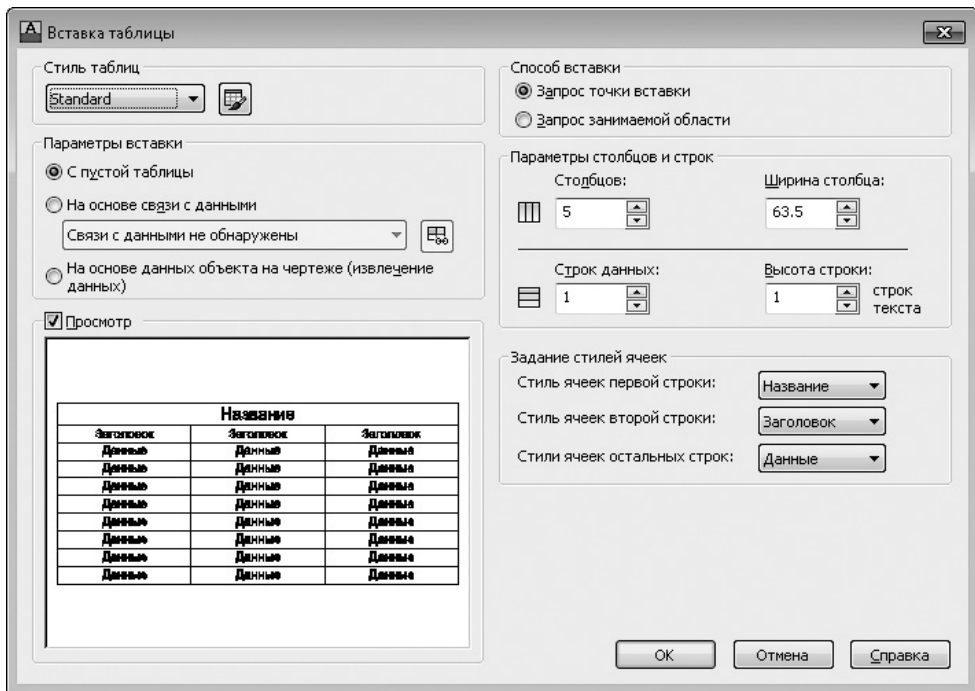 Вставка таблицы
Стиль таблиц
Standard
Параметры вставки
С пустой таблицы
На основе связи с данными
Связи с данными не обнаружены
На основе данных объекта на чертеже (извлечение
данных)
Просмотр
Название
Заголовок Заголовок Заголовок
Данные Данные Данные
Данные Данные Данные
Данные Данные Данные
Данные Данные Данные
Данные Данные Данные
Данные Данные Данные
Данные Данные Данные
Данные Данные Данные
Способ вставки
Запрос точки вставки
Запрос занимаемой области
Параметры столбцов и строк
Столбцов: Ширина столбца:
5 63.5
Строк данных: Высота строки:
1 1 строк
текста
Задание стилей ячеек
Стиль ячеек первой строки: Название
Стиль ячеек второй строки: Заголовок
Стили ячеек остальных строк: Данные
OK Отмена Справка